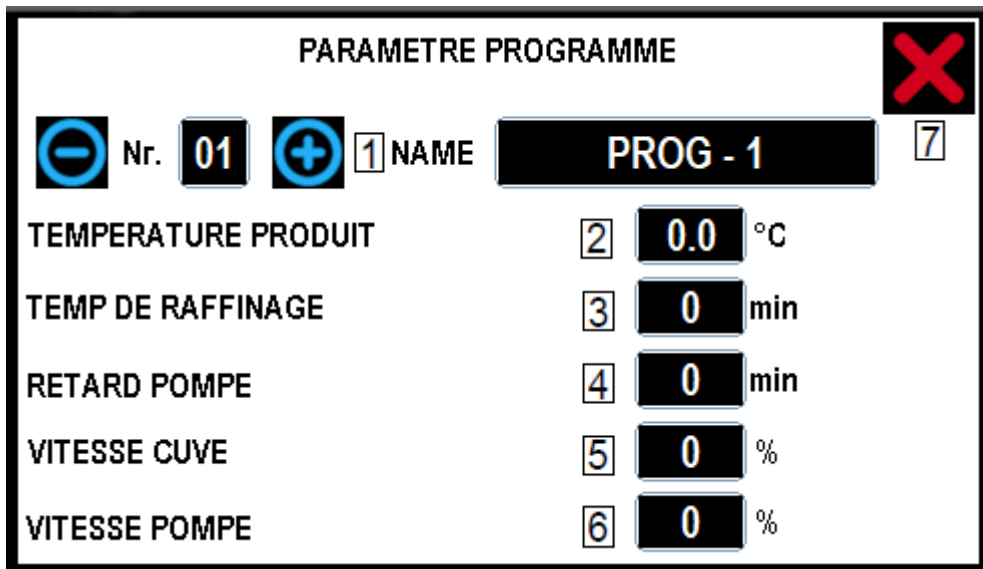 PARAMETRE PROGRAMME
Nr. 01 1 NAME PROG - 1 7
TEMPERATURE PRODUIT 2 0.0 °C
TEMP DE RAFFINAGE 3 0 min
RETARD POMPE 4 0 min
VITESSE CUVE 5 0 %
VITESSE POMPE 6 0 %